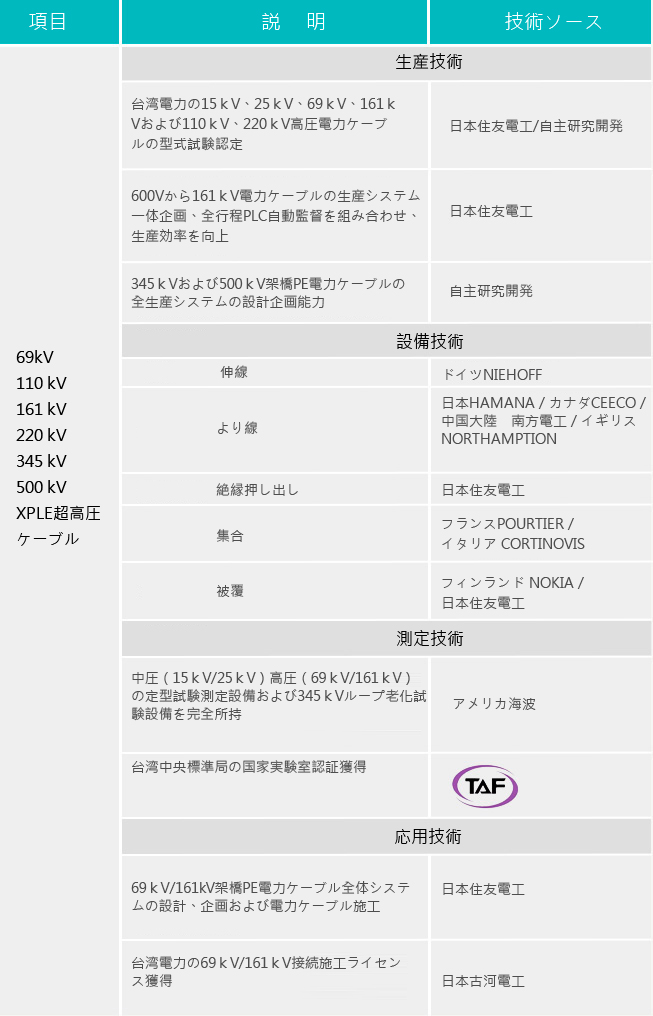 項目
説 明
技術ソース
69kV
110 kV
161 kV
220 kV
345 kV
500 kV
XPLE超高圧
ケーブル
生産技術
台湾電力の15ｋV、25ｋV、69ｋV、161ｋ
Vおよび110ｋV、220ｋV高圧電力ケーブ
ルの型式試験認定
日本住友電工/自主研究開発
600Vから161ｋV電力ケーブルの生産システム
一体企画、全行程PLC自動監督を組み合わせ、
生産効率を向上
日本住友電工
345ｋVおよび500ｋV架橋PE電力ケーブルの
全生産システムの設計企画能力
自主研究開発
設備技術
伸線
ドイツNIEHOFF
より線
日本HAMANA / カナダCEECO /
中国大陸　南方電工 / イギリス
NORTHAMPTION
絶縁押し出し
日本住友電工
集合
フランスPOURTIER /
イタリア CORTINOVIS
被覆
フィンランド NOKIA /
日本住友電工
測定技術
中圧 ( 15ｋV/25ｋV ) 高圧 ( 69ｋV/161ｋV )
の定型試験測定設備および345ｋVループ老化試
験設備を完全所持
アメリカ海波
台湾中央標準局の国家実験室認証獲得
TAF
応用技術
69ｋV/161kV架橋PE電力ケーブル全体システ
ムの設計、企画および電力ケーブル施工
日本住友電工
台湾電力の69ｋV/161ｋV接続施工ライセン
ス獲得
日本古河電工